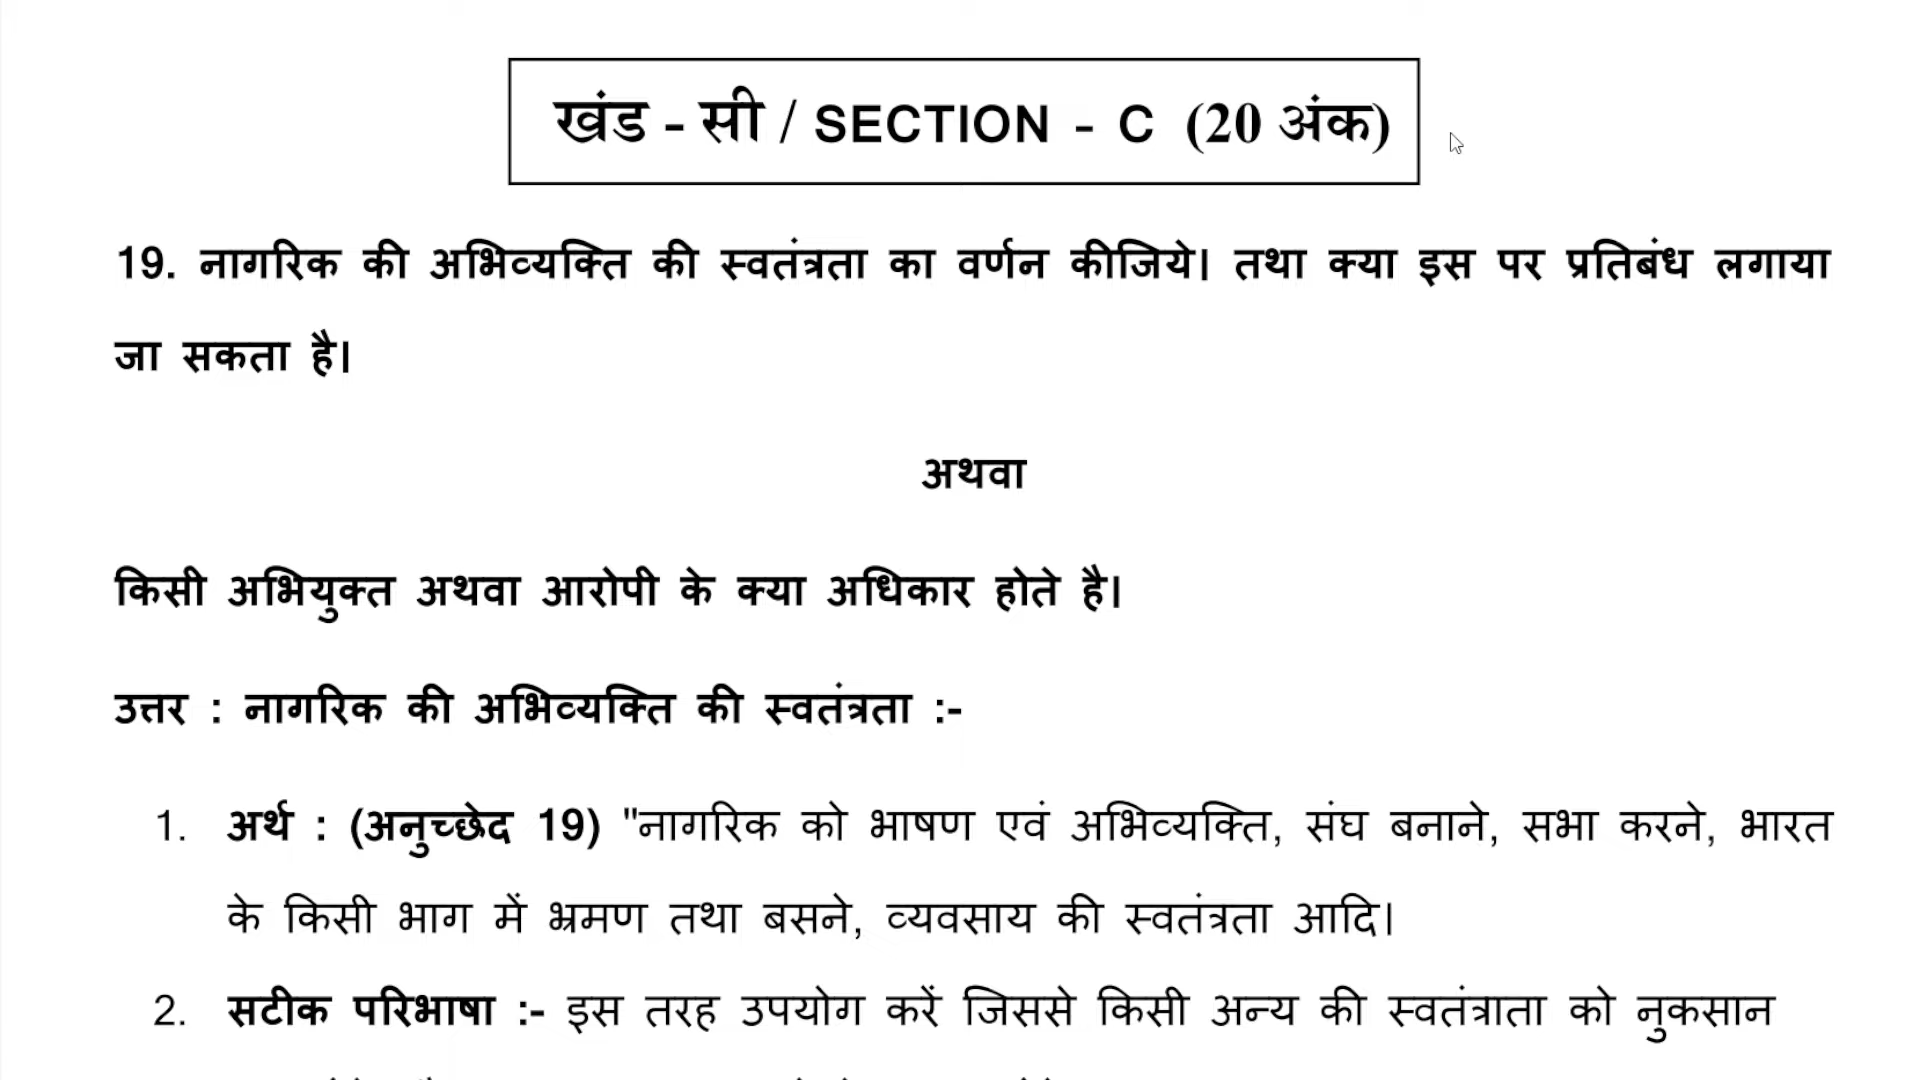 खंड - सी / SECTION - C (20 अंक)
19. नागरिक की अभिव्यक्ति की स्वतंत्रता का वर्णन कीजिये। तथा क्या इस पर प्रतिबंध लगाया
जा सकता है।
अथवा
किसी अभियुक्त अथवा आरोपी के क्या अधिकार होते है।
उत्तर : नागरिक की अभिव्यक्ति की स्वतंत्रता :-
1. अर्थ : (अनुच्छेद 19) "नागरिक को भाषण एवं अभिव्यक्ति, संघ बनाने, सभा करने, भारत
के किसी भाग में भ्रमण तथा बसने, व्यवसाय की स्वतंत्रता आदि।
2. सटीक परिभाषा :- इस तरह उपयोग करें जिससे किसी अन्य की स्वतंत्राता को नुकसान